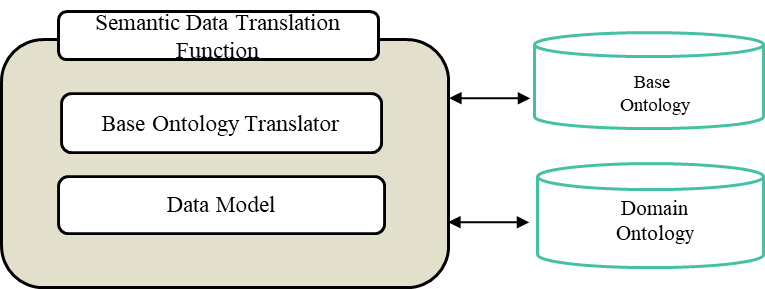 Semantic Data Translation
Function
Base Ontology Translator
Data Model
Base
Ontology
Domain
Ontology